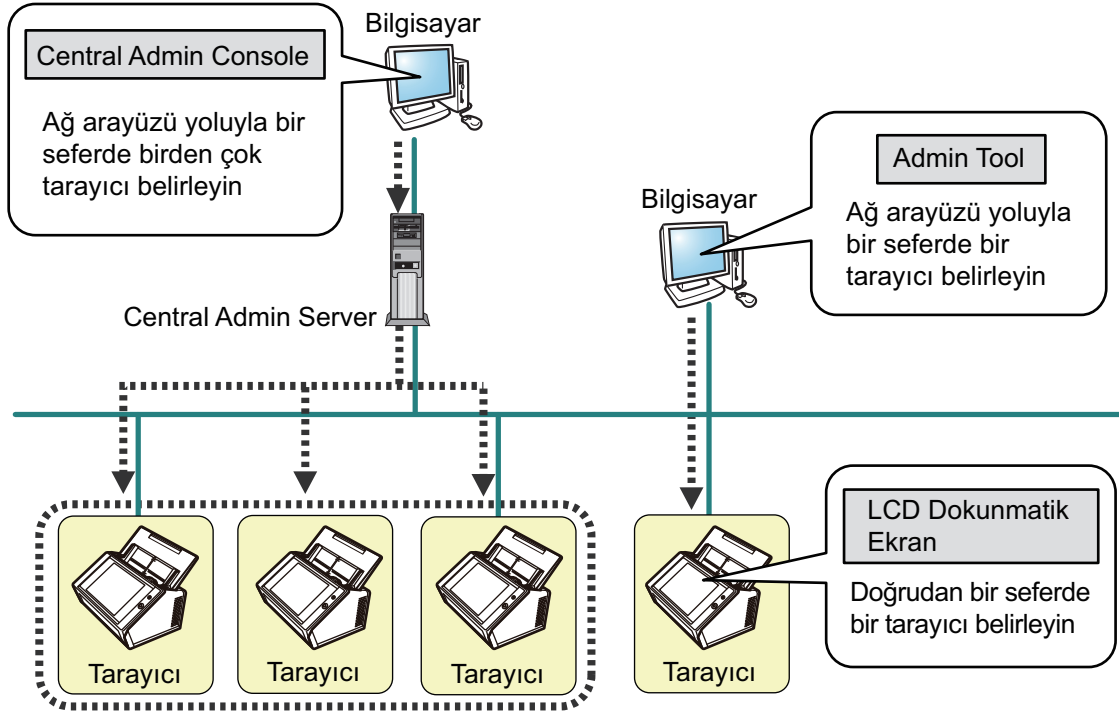 Bilgisayar
Central Admin Console
Ağ arayüzü yoluyla bir
seferde birden çok
tarayıcı belirleyin
Bilgisayar
Admin Tool
Ağ arayüzü yoluyla
bir seferde bir
tarayıcı belirleyin
Central Admin Server
LCD Dokunmatik
Ekran
Doğrudan bir seferde
bir tarayıcı belirleyin
Tarayıcı
Tarayıcı
Tarayıcı
Tarayıcı